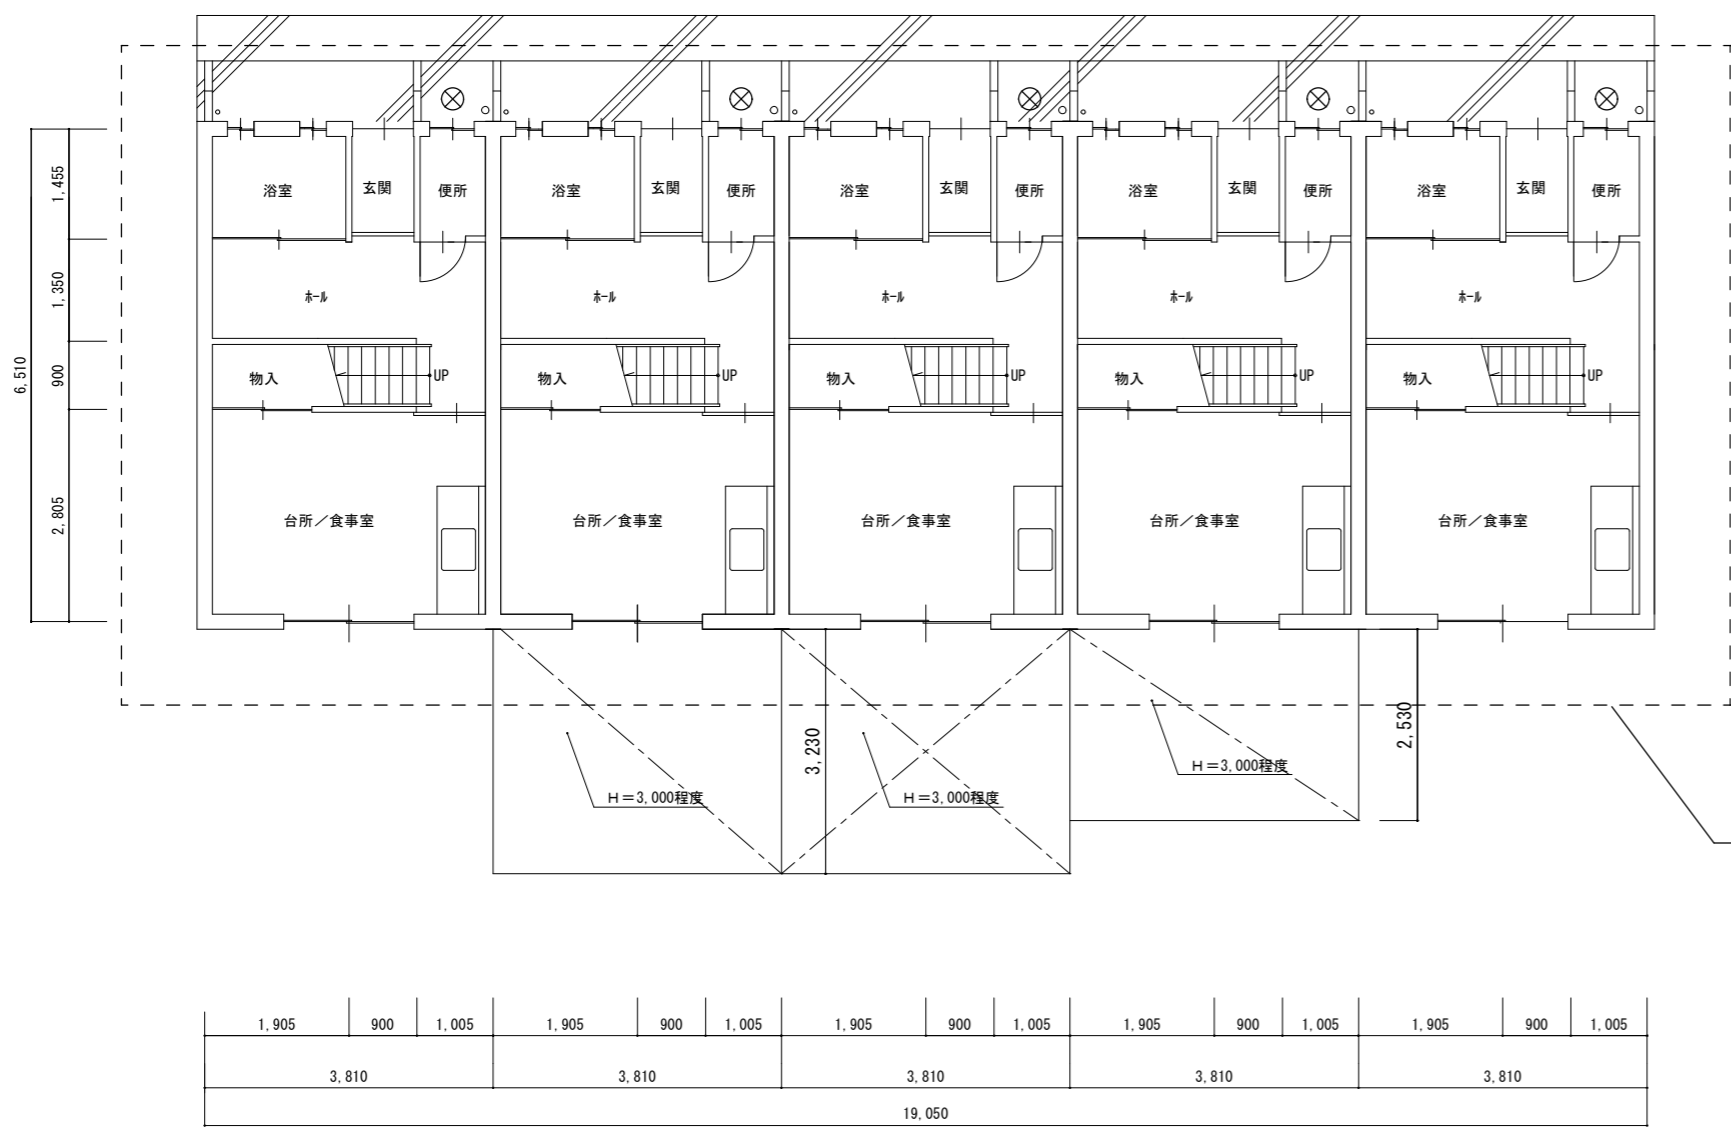 浴室 玄関 便所 浴室 玄関 便所 浴室 玄関 便所 浴室 玄関 便所 浴室 玄関 便所
1,455
ホール ホール ホール ホール ホール
1,350
6,510
900
物入 UP 物入 UP 物入 UP 物入 UP 物入 UP
台所／食事室 台所／食事室 台所／食事室 台所／食事室 台所／食事室
2,805
3,230
2,530
H=3,000程度
H=3,000程度
H=3,000程度
1,905 900 1,005 1,905 900 1,005 1,905 900 1,005 1,905 900 1,005 1,905 900 1,005
3,810 3,810 3,810 3,810 3,810
19,050